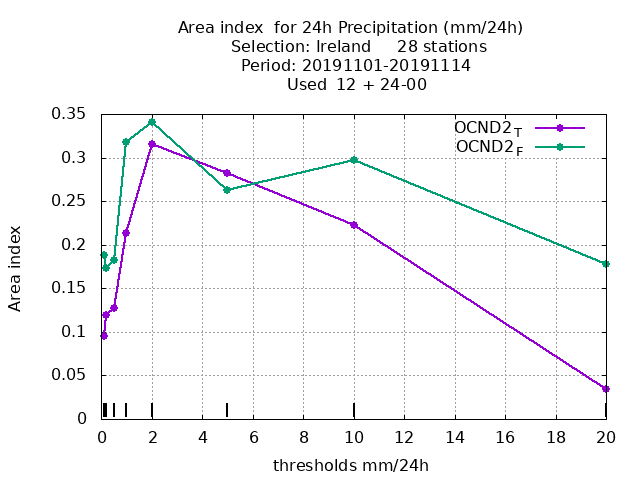 Area index  for 24h Precipitation (mm/24h)
Selection: Ireland     28 stations
Period: 20191101-20191114
Used  12 + 24-00
OCND2T
OCND2F
Area index
0.35
0.3
0.25
0.2
0.15
0.1
0.05
0
0 2 4 6 8 10 12 14 16 18 20
thresholds mm/24h